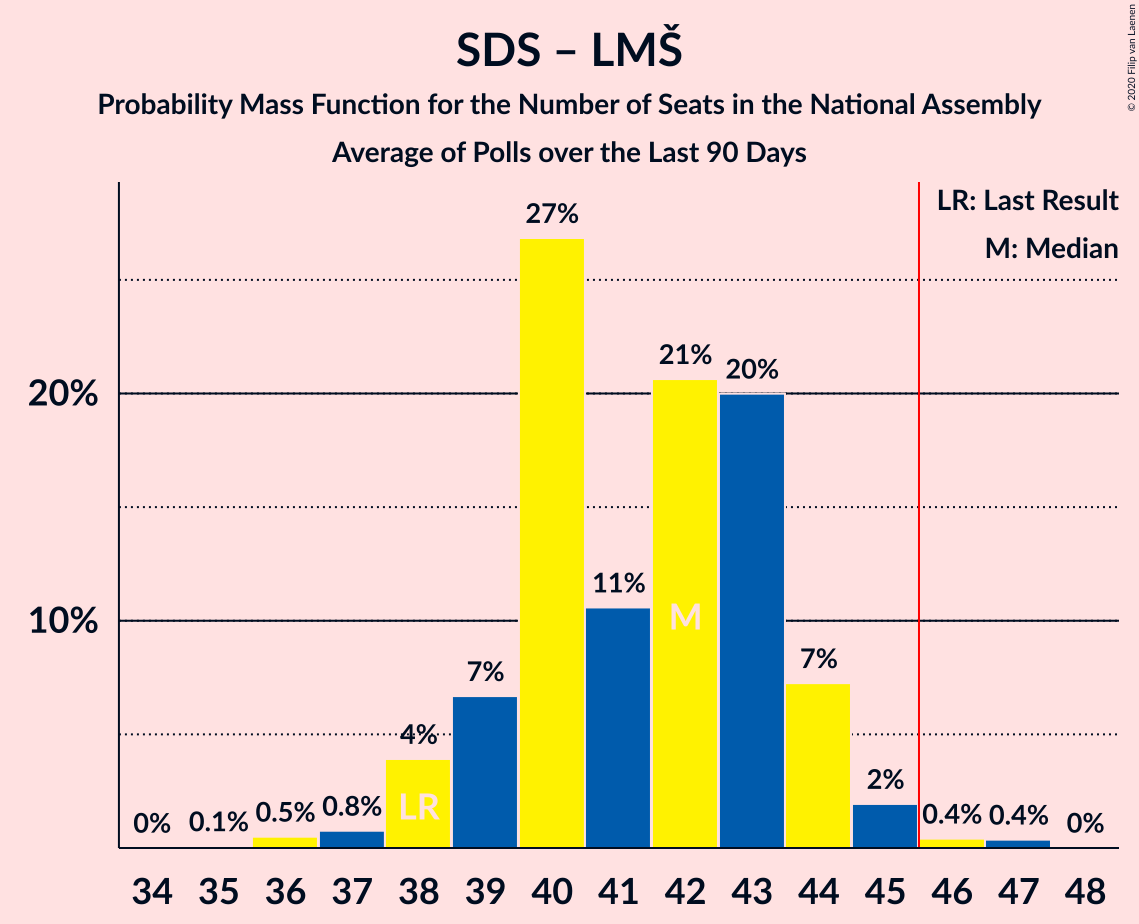 SDS – LMŠ
Probability Mass Function for the Number of Seats in the National Assembly
Average of Polls over the Last 90 Days
© 2020 Filip van Laenen
LR: Last Result
M: Median
27%
21%
20%
20%
11%
10%
M
7%
7%
4%
2%
LR
0%
0.1%
0.5%
0.8%
0.4%
0.4%
0%
34 35 36 37 38 39 40 41 42 43 44 45 46 47 48